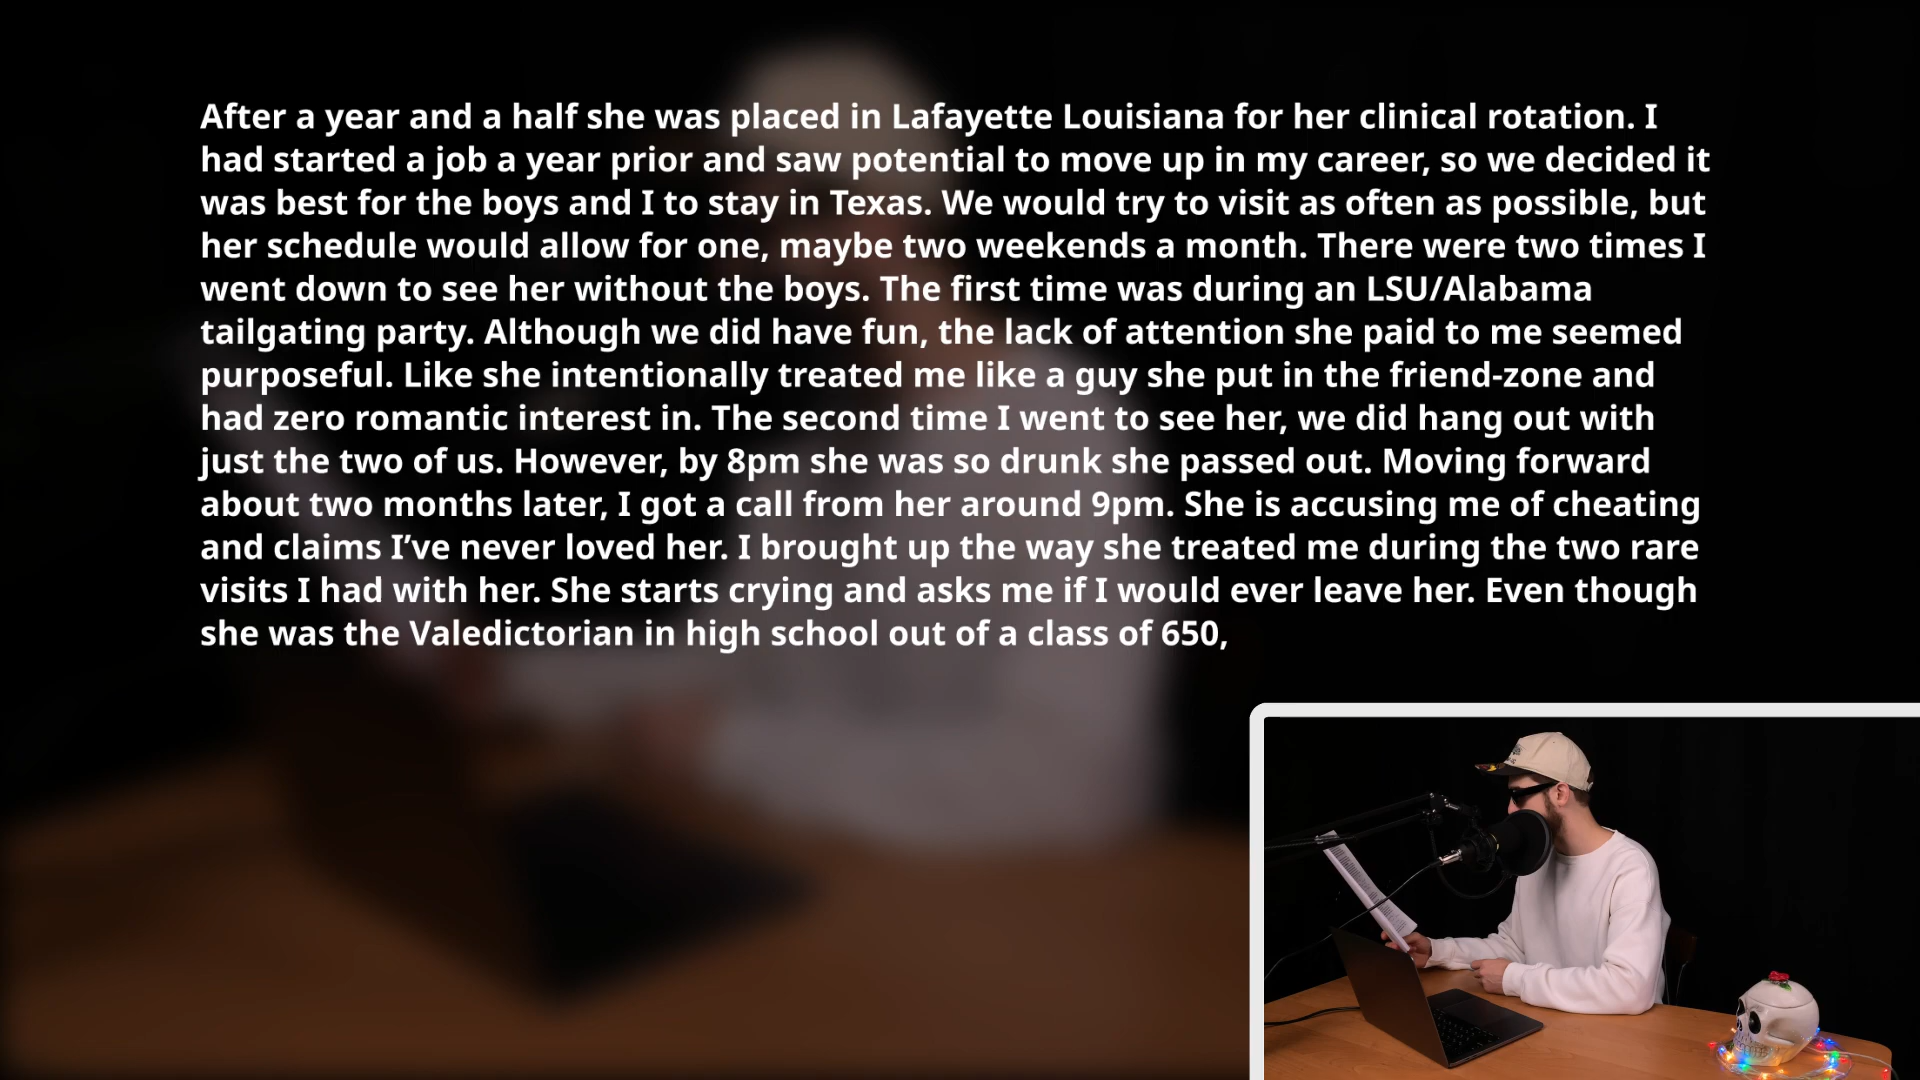 After a year and a half she was placed in Lafayette Louisiana for her clinical rotation. I
had started a job a year prior and saw potential to move up in my career, so we decided it
was best for the boys and I to stay in Texas. We would try to visit as often as possible, but
her schedule would allow for one, maybe two weekends a month. There were two times I
went down to see her without the boys. The first time was during an LSU/Alabama
tailgating party. Although we did have fun, the lack of attention she paid to me seemed
purposeful. Like she intentionally treated me like a guy she put in the friend-zone and
had zero romantic interest in. The second time I went to see her, we did hang out with
just the two of us. However, by 8pm she was so drunk she passed out. Moving forward
about two months later, I got a call from her around 9pm. She is accusing me of cheating
and claims I’ve never loved her. I brought up the way she treated me during the two rare
visits I had with her. She starts crying and asks me if I would ever leave her. Even though
she was the Valedictorian in high school out of a class of 650,